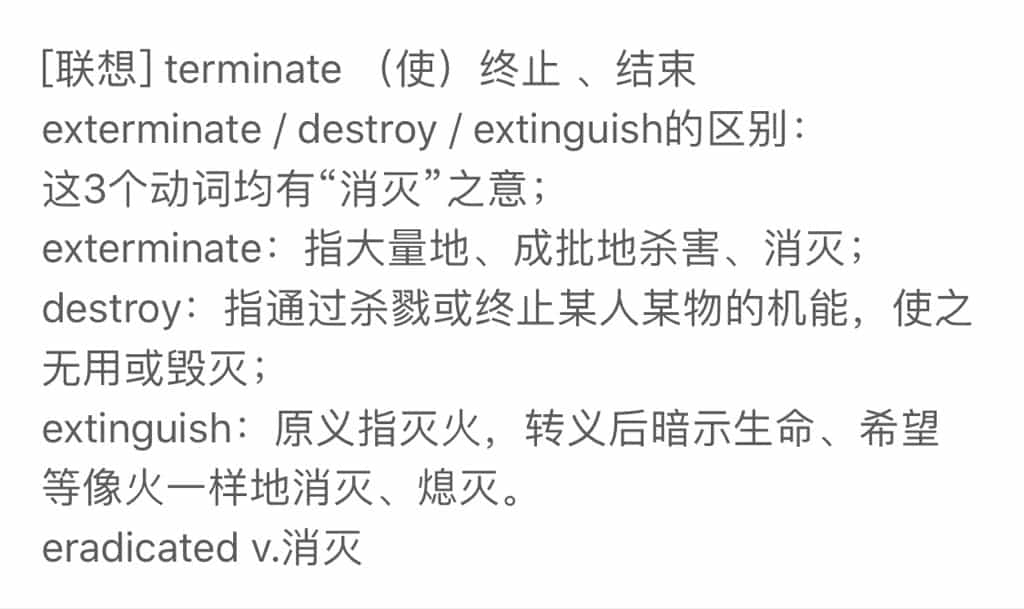 [联想] terminate （使）终止 、结束
exterminate / destroy / extinguish的区别：
这3个动词均有“消灭”之意；
exterminate：指大量地、成批地杀害、消灭；
destroy：指通过杀戮或终止某人某物的机能，使之
无用或毁灭；
extinguish：原义指灭火，转义后暗示生命、希望
等像火一样地消灭、熄灭。
eradicated v.消灭